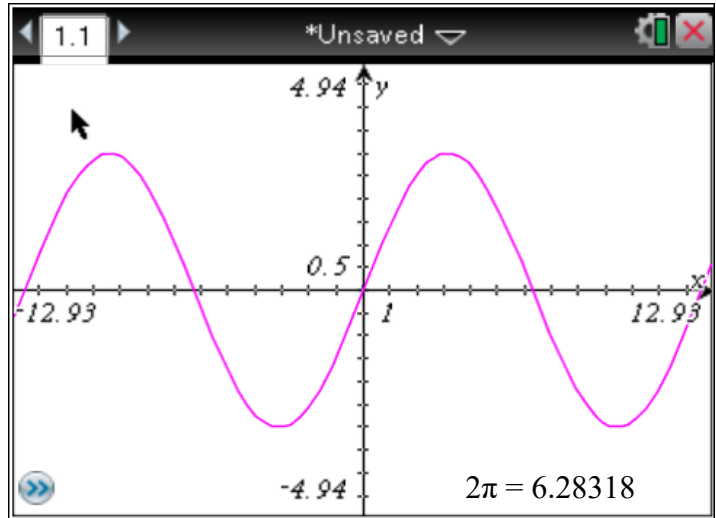 1.1 *Unsaved
4.94 y
0.5
x
-12.93 1 12.93
-4.94 2π = 6.28318